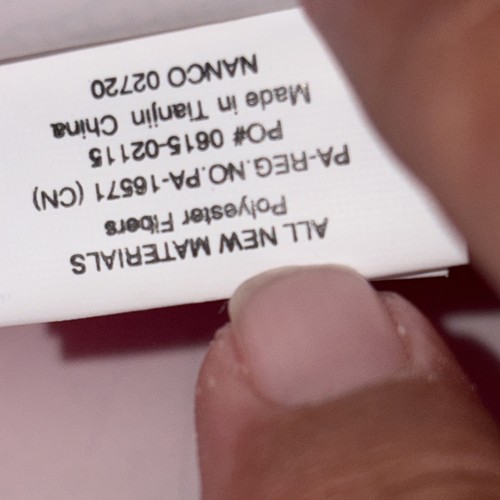 ALL NEW MATERIALS
Polyester Fibers
PA-REG.NO.PA-16571 (CN)
PO# 0615-02115
Made in Tianjin China
NANCO 02720